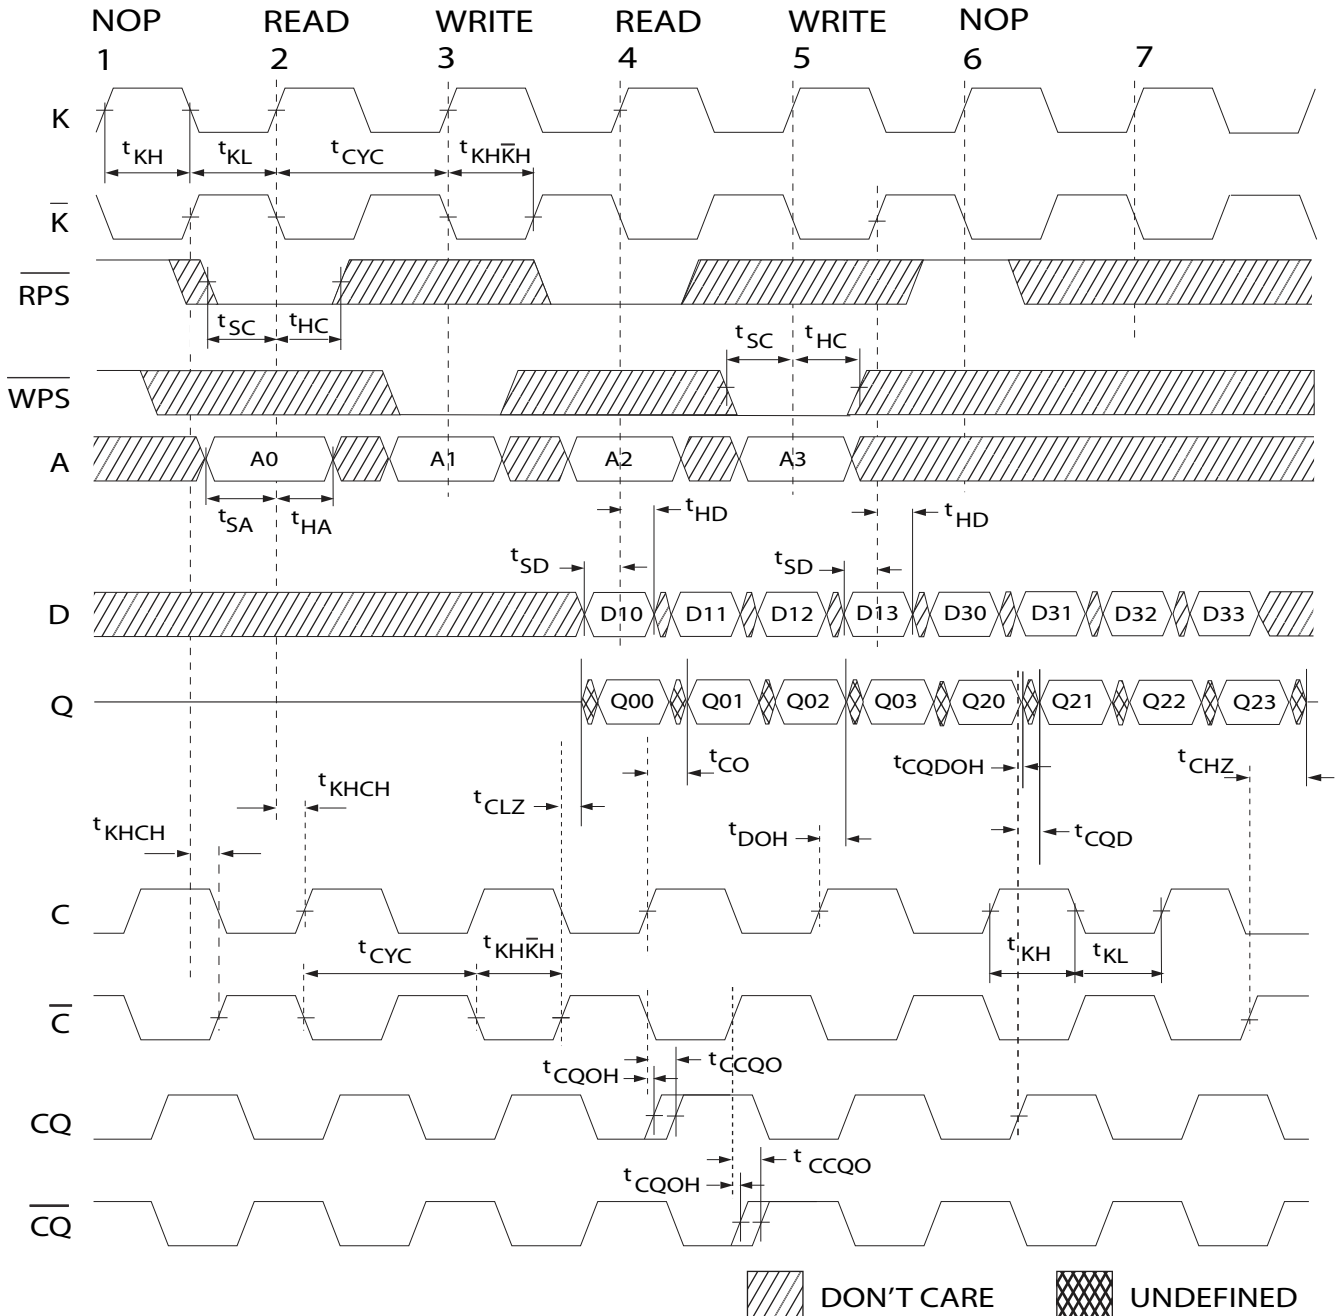 NOP READ WRITE READ WRITE NOP
1 2 3 4 5 6 7
K
tKH tKL tCYC tKHK̅H
K̅
R̅P̅S̅
tSC tHC
tSC tHC
W̅P̅S̅
A A0 A1 A2 A3
tSA tHA
tHD tHD
tSD tSD
D D10 D11 D12 D13 D30 D31 D32 D33
Q Q00 Q01 Q02 Q03 Q20 Q21 Q22 Q23
tCO tCQDOH tCHZ
tKHCH tCLZ
tKHCH tDOH tCQD
C
tCYC tKHK̅H tKH tKL
C̅
tCQOH tCCQO
CQ
tCQOH tCCQO
C̅Q̅
DON'T CARE UNDEFINED